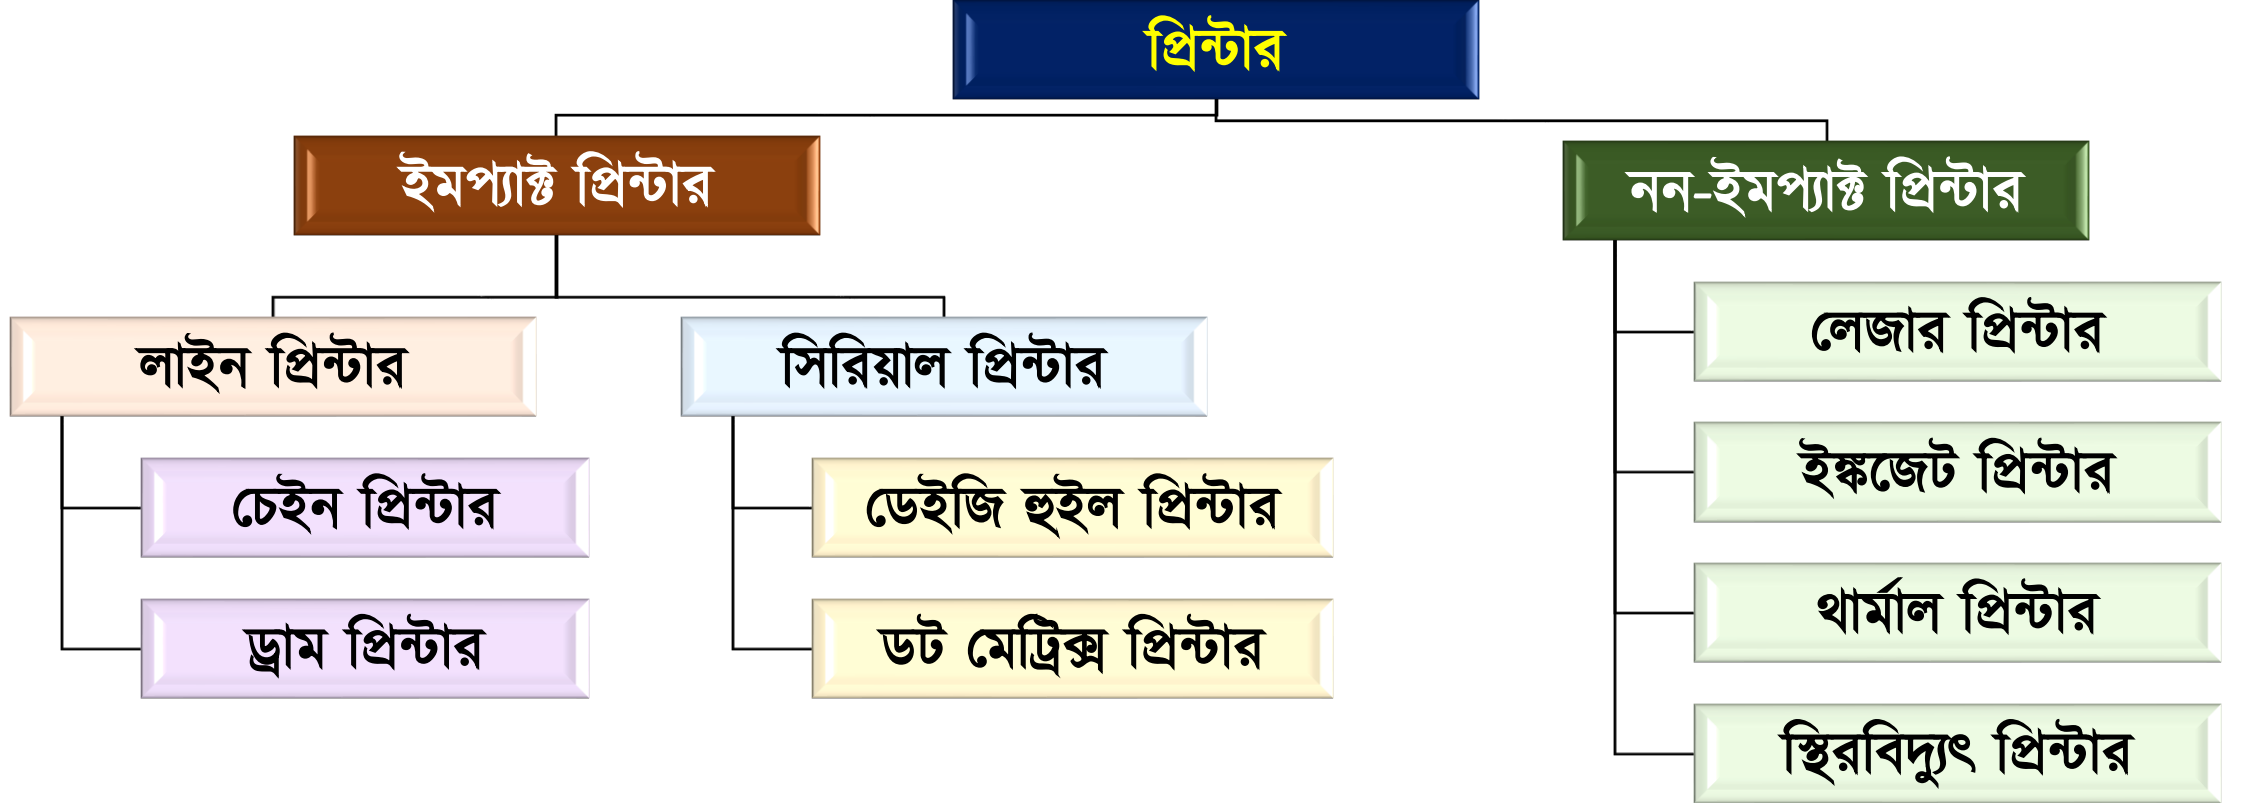 প্রিন্টার
ইমপ্যাক্ট প্রিন্টার
নন-ইমপ্যাক্ট প্রিন্টার
লাইন প্রিন্টার
চেইন প্রিন্টার
ড্রাম প্রিন্টার
সিরিয়াল প্রিন্টার
ডেইজি হুইল প্রিন্টার
ডট মেট্রিক্স প্রিন্টার
লেজার প্রিন্টার
ইঙ্কজেট প্রিন্টার
থার্মাল প্রিন্টার
স্থিরবিদ্যুৎ প্রিন্টার